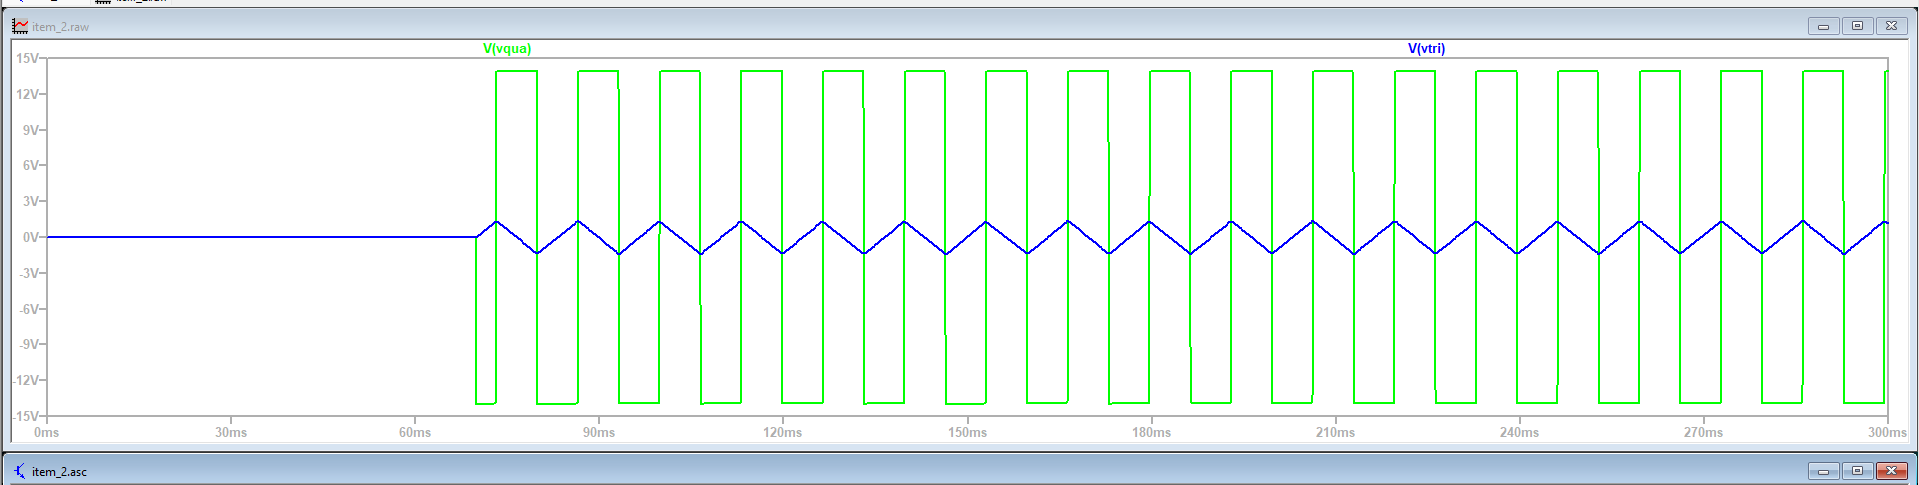 item_2.raw
V(vqua) V(vtri)
15V
12V
9V
6V
3V
0V
-3V
-6V
-9V
-12V
-15V
0ms 30ms 60ms 90ms 120ms 150ms 180ms 210ms 240ms 270ms 300ms
item_2.asc